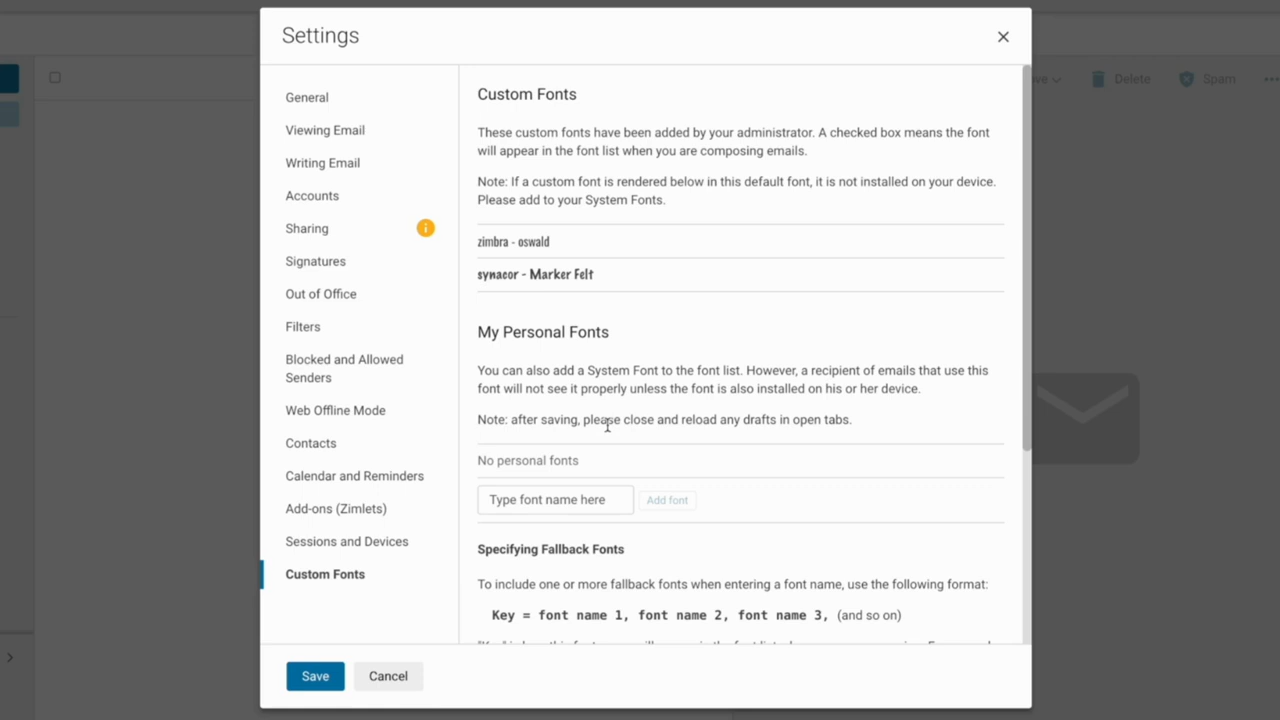 Settings
General
Viewing Email
Writing Email
Accounts
Sharing
Signatures
Out of Office
Filters
Blocked and Allowed
Senders
Web Offline Mode
Contacts
Calendar and Reminders
Add-ons (Zimlets)
Sessions and Devices
Custom Fonts
Custom Fonts
These custom fonts have been added by your administrator. A checked box means the font
will appear in the font list when you are composing emails.
Note: If a custom font is rendered below in this default font, it is not installed on your device.
Please add to your System Fonts.
zimbra - oswald
synacor - Marker Felt
My Personal Fonts
You can also add a System Font to the font list. However, a recipient of emails that use this
font will not see it properly unless the font is also installed on his or her device.
Note: after saving, please close and reload any drafts in open tabs.
No personal fonts
Type font name here Add font
Specifying Fallback Fonts
To include one or more fallback fonts when entering a font name, use the following format:
Key = font name 1, font name 2, font name 3, (and so on)
Save Cancel
Delete Spam